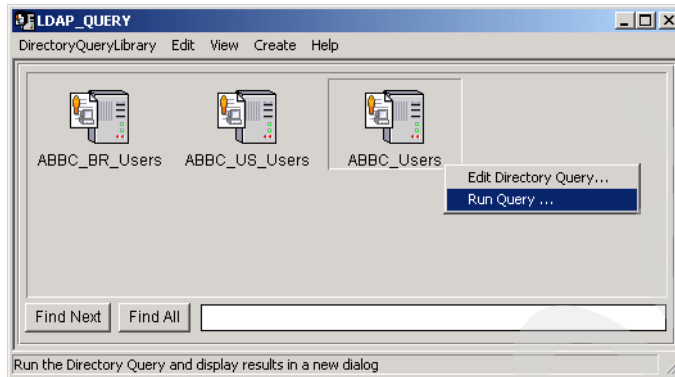 LDAP_QUERY
DirectoryQueryLibrary Edit View Create Help
ABBC_BR_Users ABBC_US_Users ABBC_Users
Edit Directory Query...
Run Query ...
Find Next Find All
Run the Directory Query and display results in a new dialog